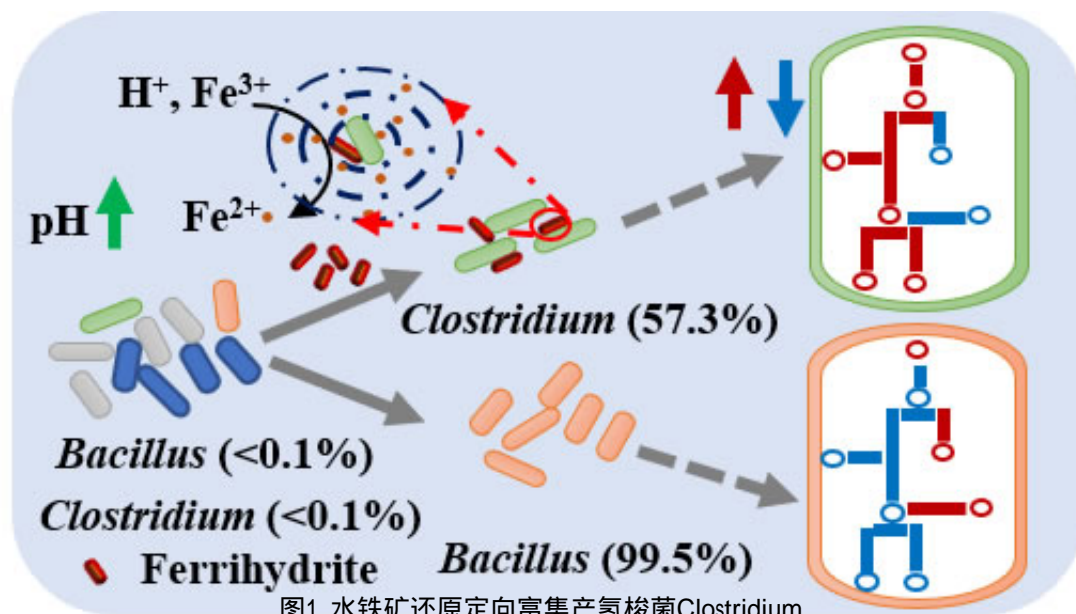 H⁺, Fe³⁺
pH
Fe²⁺
Clostridium (57.3%)
Bacillus (<0.1%)
Clostridium (<0.1%)
Ferrihydrite
Bacillus (99.5%)
图1 水铁矿还原定向富集产氢梭菌Clostridium